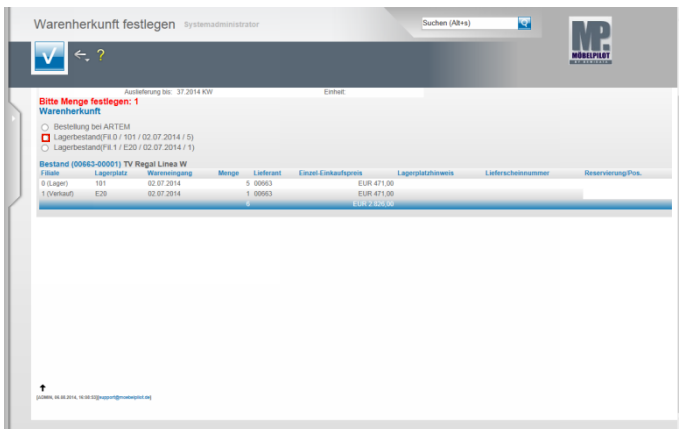 Warenherkunft festlegen Systemadministrator
Suchen (Alt+s)
MP.
MÖBELPILOT
?
Auslieferung bis: 37.2014 KW Einheit:
Bitte Menge festlegen: 1
Warenherkunft
Bestellung bei ARTEM
Lagerbestand(Fil.0 / 101 / 02.07.2014 / 5)
Lagerbestand(Fil.1 / E20 / 02.07.2014 / 1)
Bestand (00663-00001) TV Regal Linea W
Filiale Lagerplatz Wareneingang Menge Lieferant Einzel-Einkaufspreis Lagerplatzhinweis Lieferscheinnummer Reservierung/Pos.
0 (Lager) 101 02.07.2014 5 00663 EUR 471,00
1 (Verkauf) E20 02.07.2014 1 00663 EUR 471,00
6 EUR 2.826,00